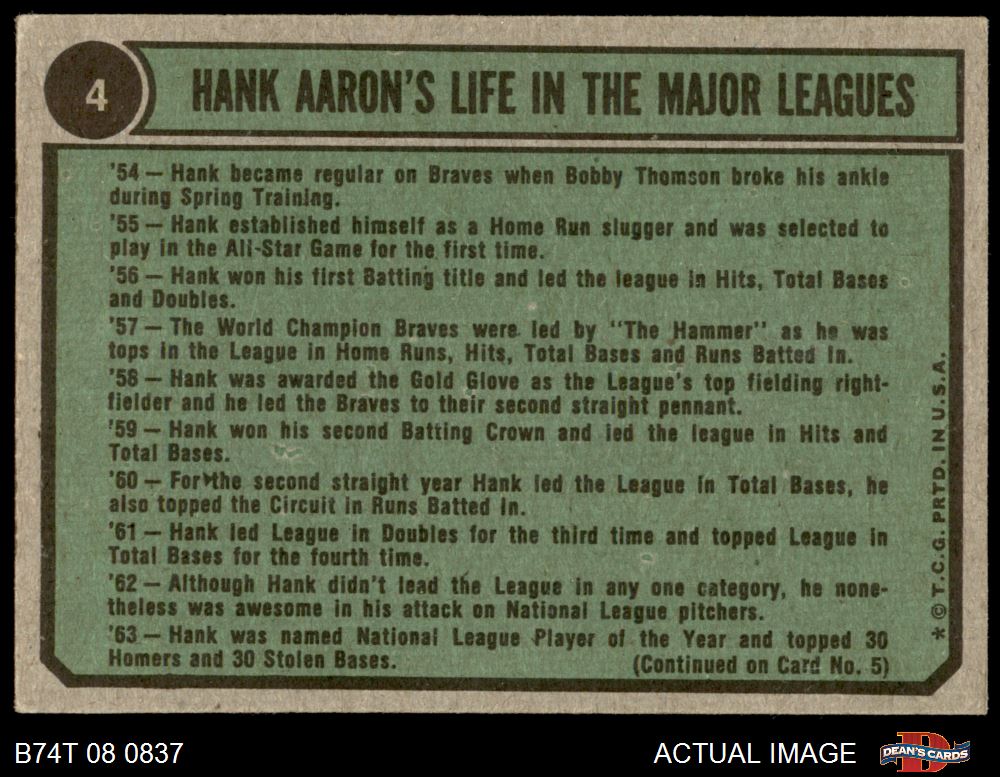 4
HANK AARON'S LIFE IN THE MAJOR LEAGUES
'54 — Hank became regular on Braves when Bobby Thomson broke his ankle
during Spring Training.
'55 — Hank established himself as a Home Run slugger and was selected to
play in the All-Star Game for the first time.
'56 — Hank won his first Batting title and led the league in Hits, Total Bases
and Doubles.
'57 — The World Champion Braves were led by "The Hammer" as he was
tops in the League in Home Runs, Hits, Total Bases and Runs Batted In.
'58 — Hank was awarded the Gold Glove as the League's top fielding right-
fielder and he led the Braves to their second straight pennant.
'59 — Hank won his second Batting Crown and led the league in Hits and
Total Bases.
'60 — For the second straight year Hank led the League in Total Bases, he
also topped the Circuit in Runs Batted In.
'61 — Hank led League in Doubles for the third time and topped League in
Total Bases for the fourth time.
'62 — Although Hank didn't lead the League in any one category, he none-
theless was awesome in his attack on National League pitchers.
'63 — Hank was named National League Player of the Year and topped 30
Homers and 30 Stolen Bases. (Continued on Card No. 5)
* © T.C.G. PRTD. IN U.S.A.
B74T 08 0837
ACTUAL IMAGE
DEAN'S CARDS